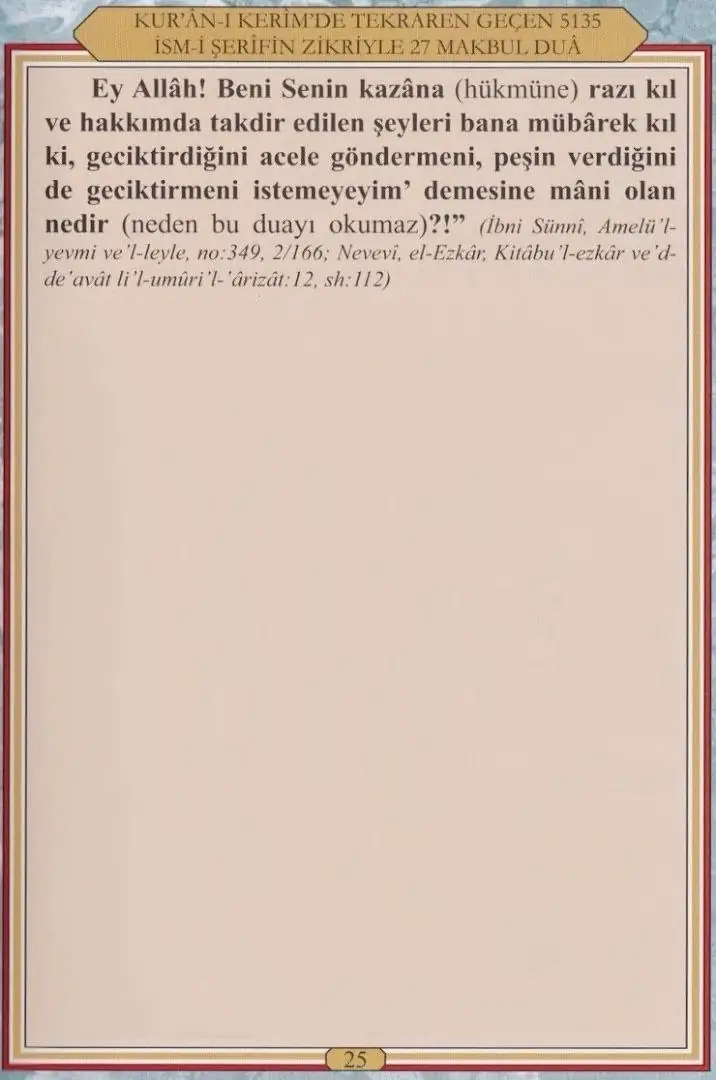 KUR’ÂN-I KERÎM’DE TEKRAREN GEÇEN 5135
İSM-İ ŞERÎFİN ZİKRİYLE 27 MAKBUL DUÂ
Ey Allâh! Beni Senin kazâna (hükmüne) razı kıl
ve hakkımda takdir edilen şeyleri bana mübârek kıl
ki, geciktirdiğini acele göndermeni, peşin verdiğini
de geciktirmeni istemeyeyim’ demesine mâni olan
nedir (neden bu duayı okumaz)?!” (İbni Sünnî, Amelü’l-
yevmi ve’l-leyle, no:349, 2/166; Nevevî, el-Ezkâr, Kitâbu’l-ezkâr ve’d-
de’avât li’l-umûri’l-‘ârizât:12, sh:112)
25